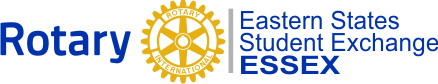 Rotary
ROTARY
INTERNATIONAL
Eastern States
Student Exchange
ESSEX